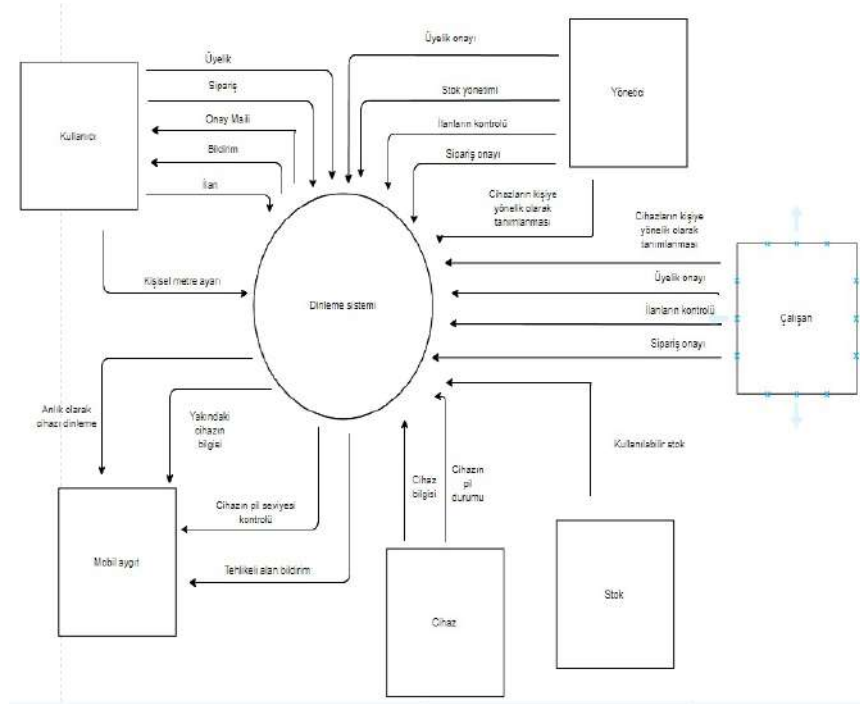 Üyelik onayı
Üyelik
Yönetici
Sipariş
Stok yönetimi
Onay Maili
İlanların kontrolü
Kullanıcı
Bildirim
Sipariş onayı
İlan
Cihazların kişiye
yönelik olarak
tanımlanması
Cihazların kişiye
yönelik olarak
tanımlanması
Kişisel metre ayarı
Üyelik onayı
Dinleme sistemi
İlanların kontrolü
Çalışan
Sipariş onayı
Anlık olarak
cihazı dinleme
Yakındaki
cihazın
bilgisi
Kullanılabilir stok
Cihaz
bilgisi
Cihazın
pil
durumu
Cihazın pil seviyesi
kontrolü
Mobil aygıt
Tehlikeli alan bildirim
Stok
Cihaz